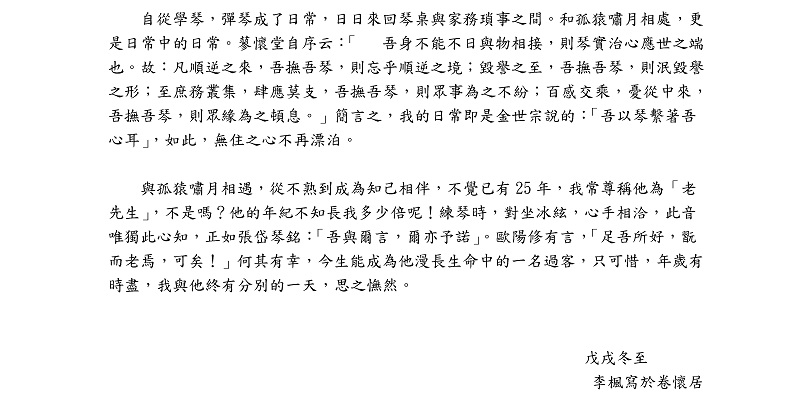 自從學琴，彈琴成了日常，日日來回琴桌與家務瑣事之間。和孤猿嘯月相處，更
是日常中的日常。蓼懷堂自序云：「　吾身不能不日與物相接，則琴實治心應世之端
也。故：凡順逆之來，吾撫吾琴，則忘乎順逆之境；毀譽之至，吾撫吾琴，則泯毀譽
之形；至庶務叢集，肆應莫支，吾撫吾琴，則眾事為之不紛；百感交乘，憂從中來，
吾撫吾琴，則眾緣為之頓息。」簡言之，我的日常即是金世宗說的：「吾以琴繫著吾
心耳」，如此，無住之心不再漂泊。
與孤猿嘯月相遇，從不熟到成為知己相伴，不覺已有 25 年，我常尊稱他為「老
先生」，不是嗎？他的年紀不知長我多少倍呢！練琴時，對坐冰絃，心手相洽，此音
唯獨此心知，正如張岱琴銘：「吾與爾言，爾亦予諾」。歐陽修有言，「足吾所好，翫
而老焉，可矣！」何其有幸，今生能成為他漫長生命中的一名過客，只可惜，年歲有
時盡，我與他終有分別的一天，思之憮然。
戊戌冬至
李楓寫於卷懷居